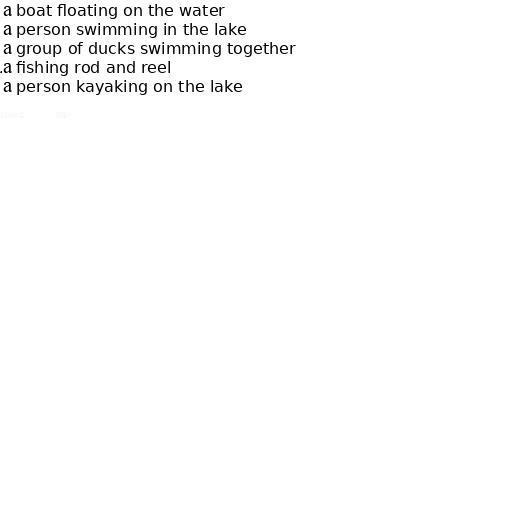 a boat floating on the water
a person swimming in the lake
a group of ducks swimming together
.a fishing rod and reel
a person kayaking on the lake